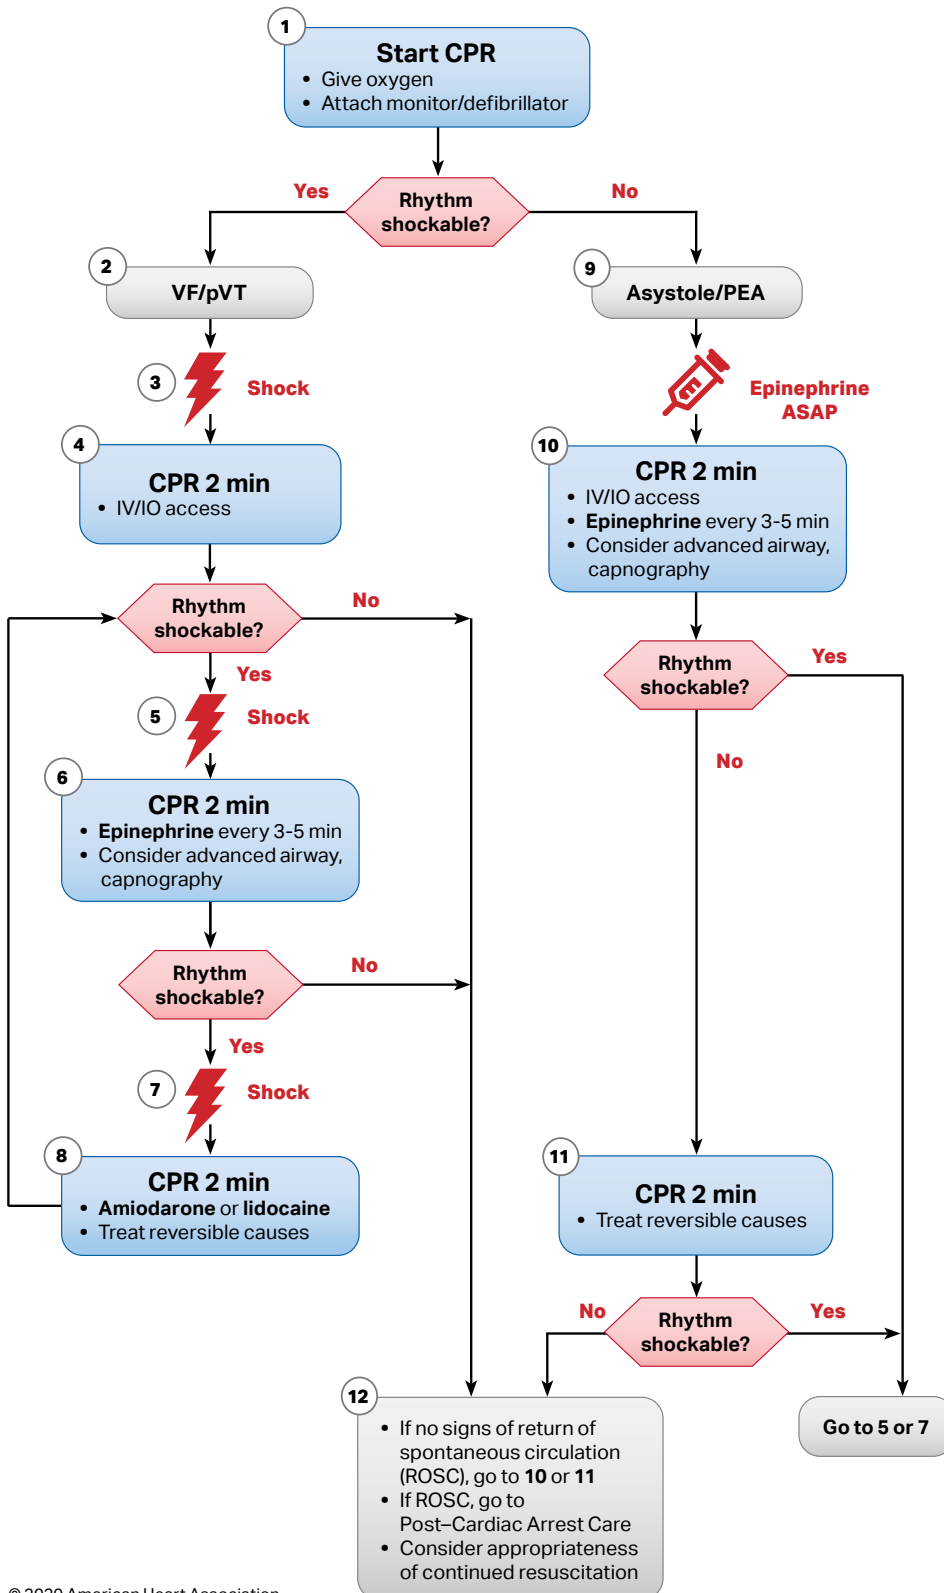 1
Start CPR
• Give oxygen
• Attach monitor/defibrillator
Rhythm
shockable?
Yes
No
2
VF/pVT
3
Shock
4
CPR 2 min
• IV/IO access
Rhythm
shockable?
No
Yes
5
Shock
6
CPR 2 min
• Epinephrine every 3-5 min
• Consider advanced airway,
capnography
Rhythm
shockable?
No
Yes
7
Shock
8
CPR 2 min
• Amiodarone or lidocaine
• Treat reversible causes
9
Asystole/PEA
Epinephrine
ASAP
10
CPR 2 min
• IV/IO access
• Epinephrine every 3-5 min
• Consider advanced airway,
capnography
Rhythm
shockable?
Yes
No
11
CPR 2 min
• Treat reversible causes
Rhythm
shockable?
No
Yes
12
• If no signs of return of
spontaneous circulation
(ROSC), go to 10 or 11
• If ROSC, go to
Post–Cardiac Arrest Care
• Consider appropriateness
of continued resuscitation
Go to 5 or 7
© 2020 American Heart Association